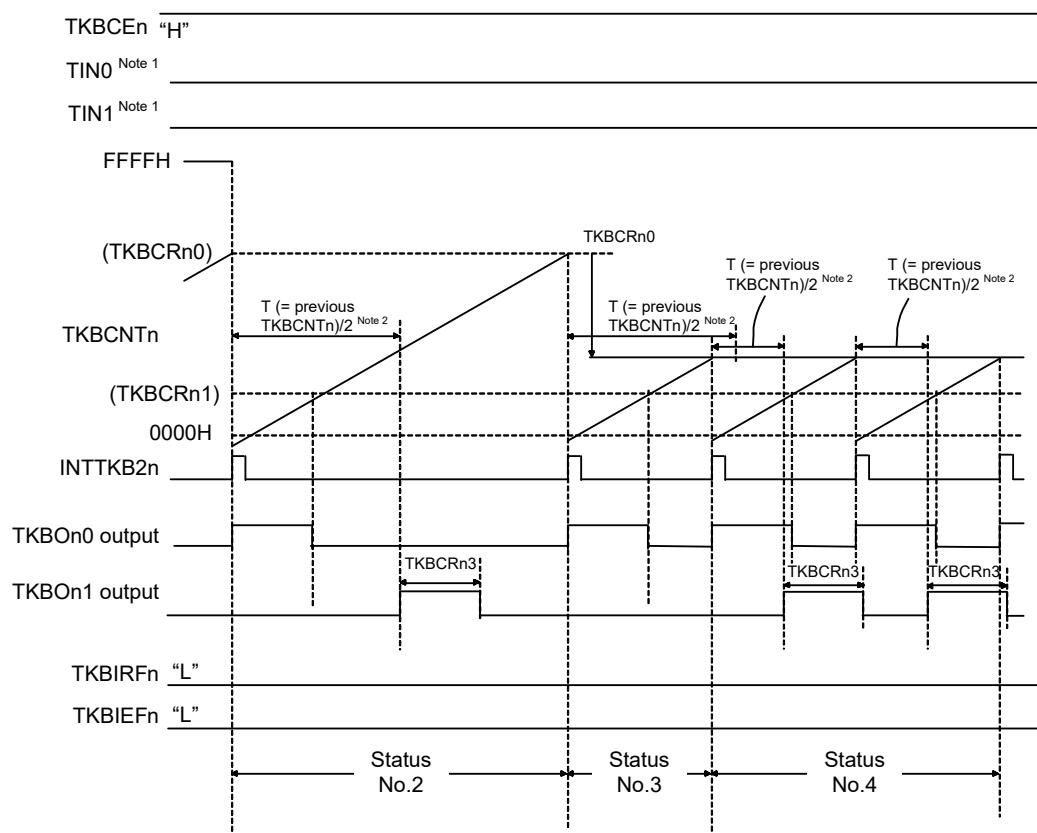 TKBCEn “H”
TIN0 Note 1
TIN1 Note 1
FFFFH
(TKBCRn0)
TKBCRn0
T (= previous
TKBCNTn)/2 Note 2
T (= previous
TKBCNTn)/2 Note 2
T (= previous
TKBCNTn)/2 Note 2
T (= previous
TKBCNTn)/2 Note 2
TKBCNTn
(TKBCRn1)
0000H
INTTKB2n
TKBOn0 output
TKBCRn3
TKBCRn3
TKBCRn3
TKBOn1 output
TKBIRFn “L”
TKBIEFn “L”
Status
No.2
Status
No.3
Status
No.4